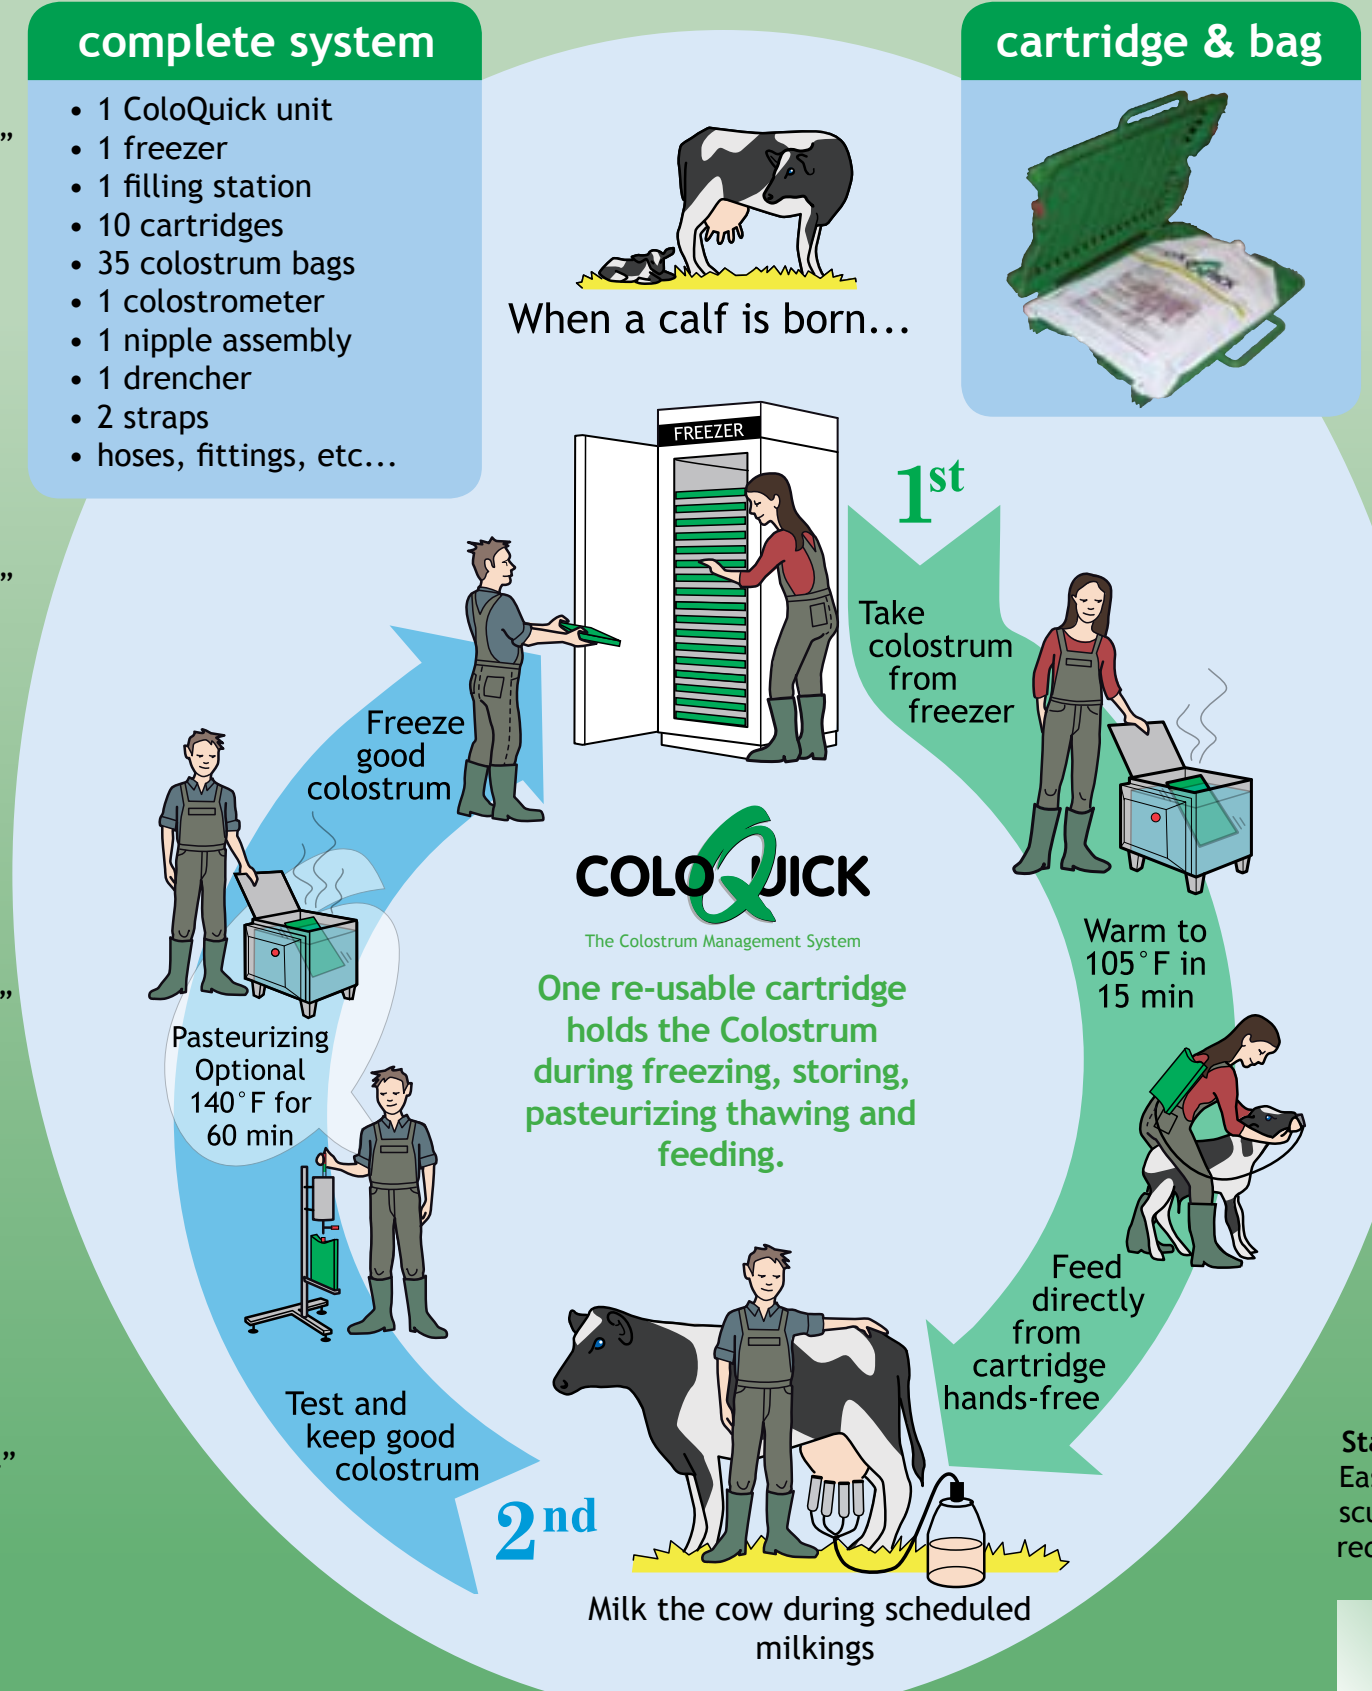 complete system
• 1 ColoQuick unit
• 1 freezer
• 1 filling station
• 10 cartridges
• 35 colostrum bags
• 1 colostrometer
• 1 nipple assembly
• 1 drencher
• 2 straps
• hoses, fittings, etc...
cartridge & bag
QUICK
When a calf is born...
FREEZER
1st
Take
colostrum
from
freezer
Warm to
105°F in
15 min
Feed
directly
from
cartridge
hands-free
Milk the cow during scheduled
milkings
2nd
Test and
keep good
colostrum
Pasteurizing
Optional
140°F for
60 min
Freeze
good
colostrum
COLOQUICK
The Colostrum Management System
One re-usable cartridge
holds the Colostrum
during freezing, storing,
pasteurizing thawing and
feeding.
”
”
”
”